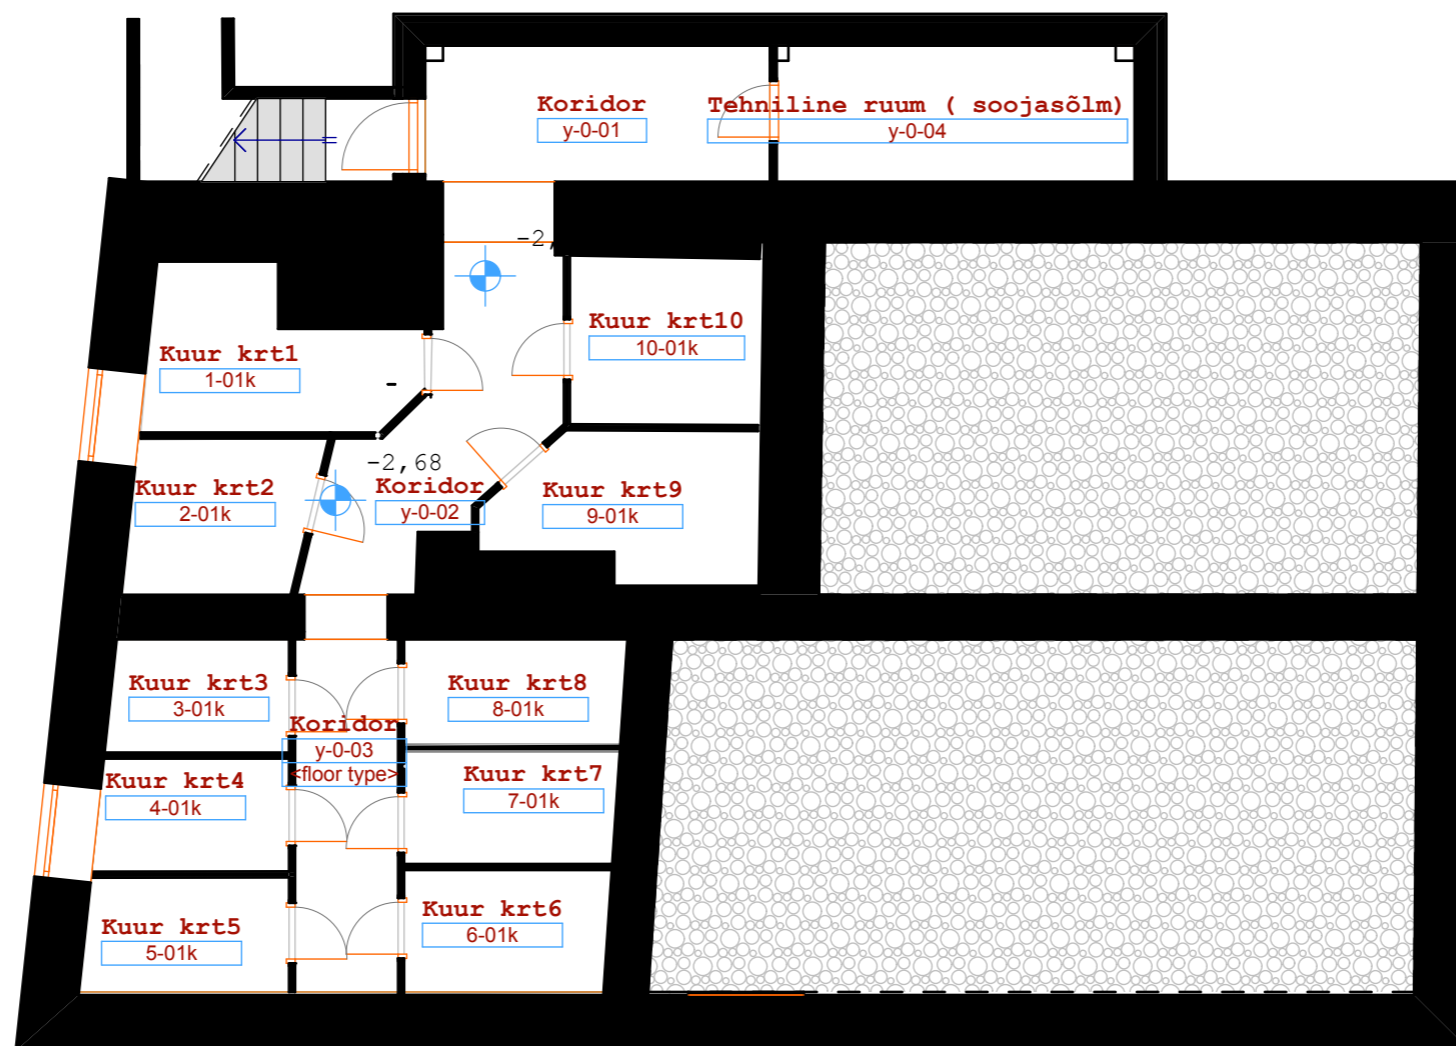 Koridor
y-0-01
Tehniline ruum ( soojasõlm)
y-0-04
-2,
Kuur krt10
10-01k
Kuur krt1
1-01k
-
-2,68
Koridor
y-0-02
Kuur krt2
2-01k
Kuur krt9
9-01k
Kuur krt3
3-01k
Kuur krt8
8-01k
Koridor
y-0-03
<floor type>
Kuur krt4
4-01k
Kuur krt7
7-01k
Kuur krt5
5-01k
Kuur krt6
6-01k